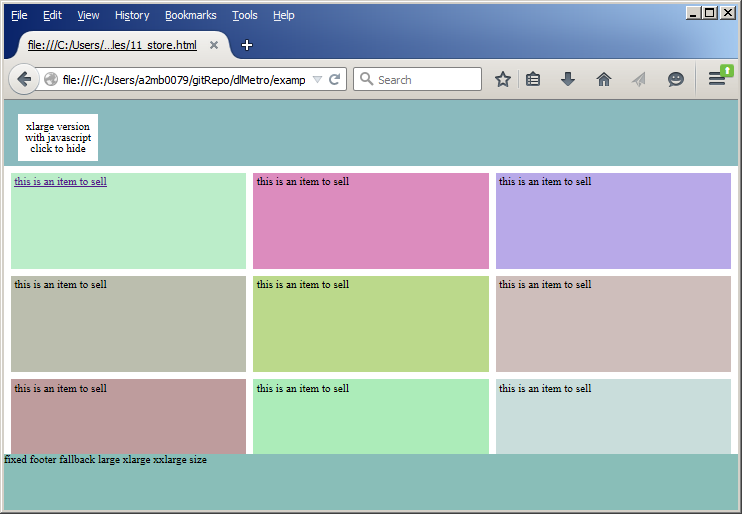 File Edit View History Bookmarks Tools Help
file:///C:/Users/...les/11_store.html
file:///C:/Users/a2mb0079/gitRepo/dlMetro/examp
Search
xlarge version
with javascript
click to hide
this is an item to sell this is an item to sell this is an item to sell
this is an item to sell this is an item to sell this is an item to sell
this is an item to sell this is an item to sell this is an item to sell
fixed footer fallback large xlarge xxlarge size